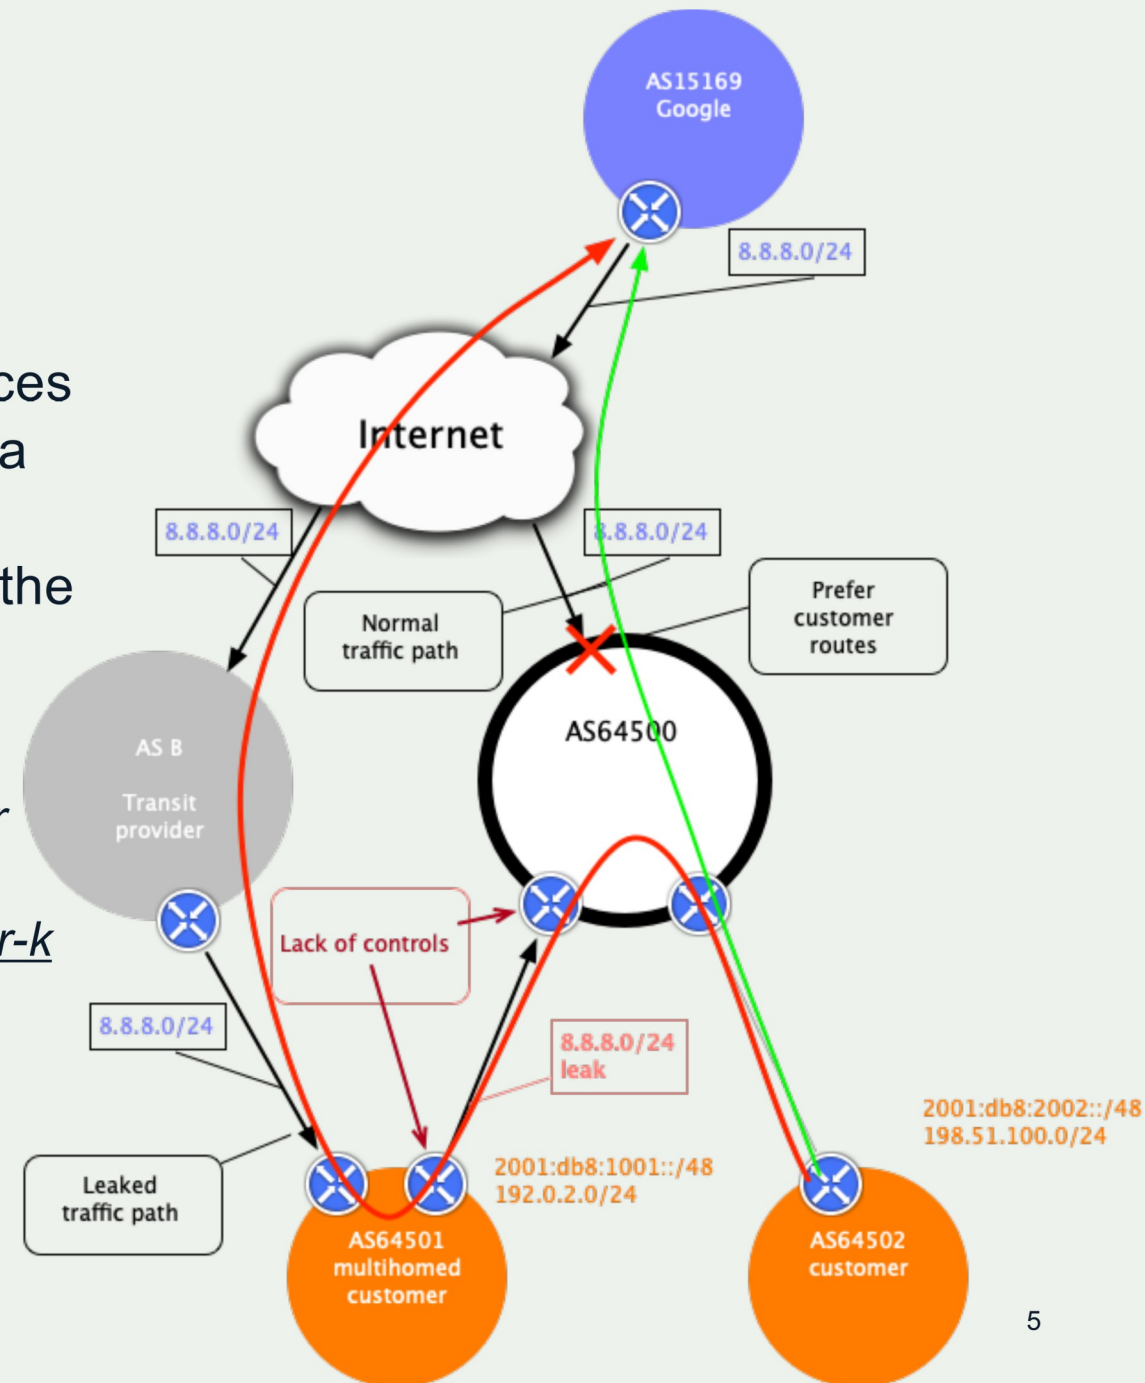 AS15169
Google
8.8.8.0/24
ces
a
the
r
r-k
Internet
8.8.8.0/24
8.8.8.0/24
Normal
traffic path
Prefer
customer
routes
AS B
Transit
provider
AS64500
Lack of controls
8.8.8.0/24
8.8.8.0/24
leak
2001:db8:2002::/48
198.51.100.0/24
Leaked
traffic path
2001:db8:1001::/48
192.0.2.0/24
AS64501
multihomed
customer
AS64502
customer
5